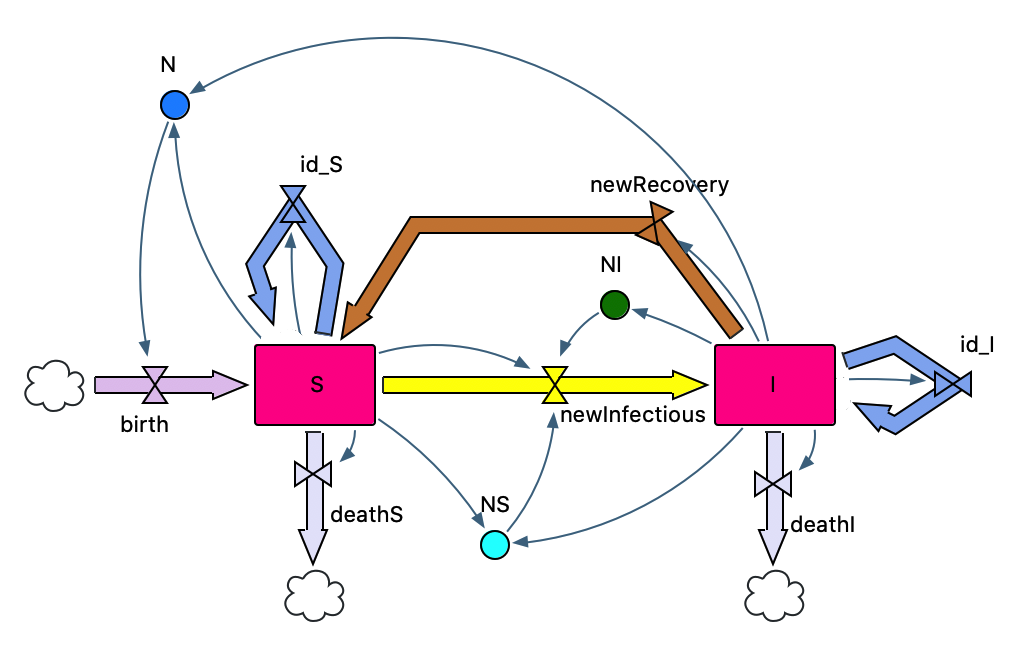 N
id_S
newRecovery
NI
id_I
S
I
newInfectious
birth
NS
deathS
deathI